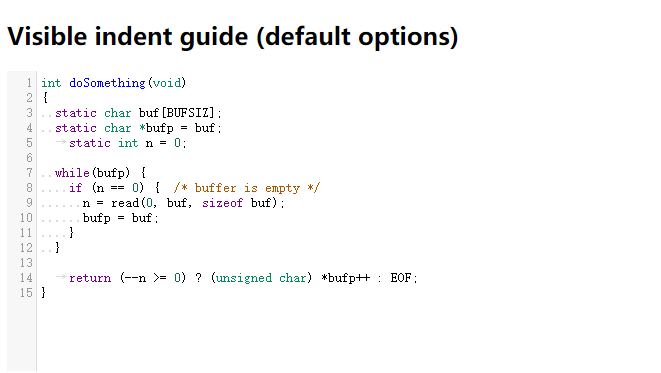 Visible indent guide (default options)
1 int doSomething(void)
2 {
3 ..static char buf[BUFSIZ];
4 ..static char *bufp = buf;
5 →static int n = 0;
6
7 ..while(bufp) {
8 ....if (n == 0) {  /* buffer is empty */
9 ......n = read(0, buf, sizeof buf);
10 ......bufp = buf;
11 ....}
12 ..}
13
14 →return (--n >= 0) ? (unsigned char) *bufp++ : EOF;
15 }